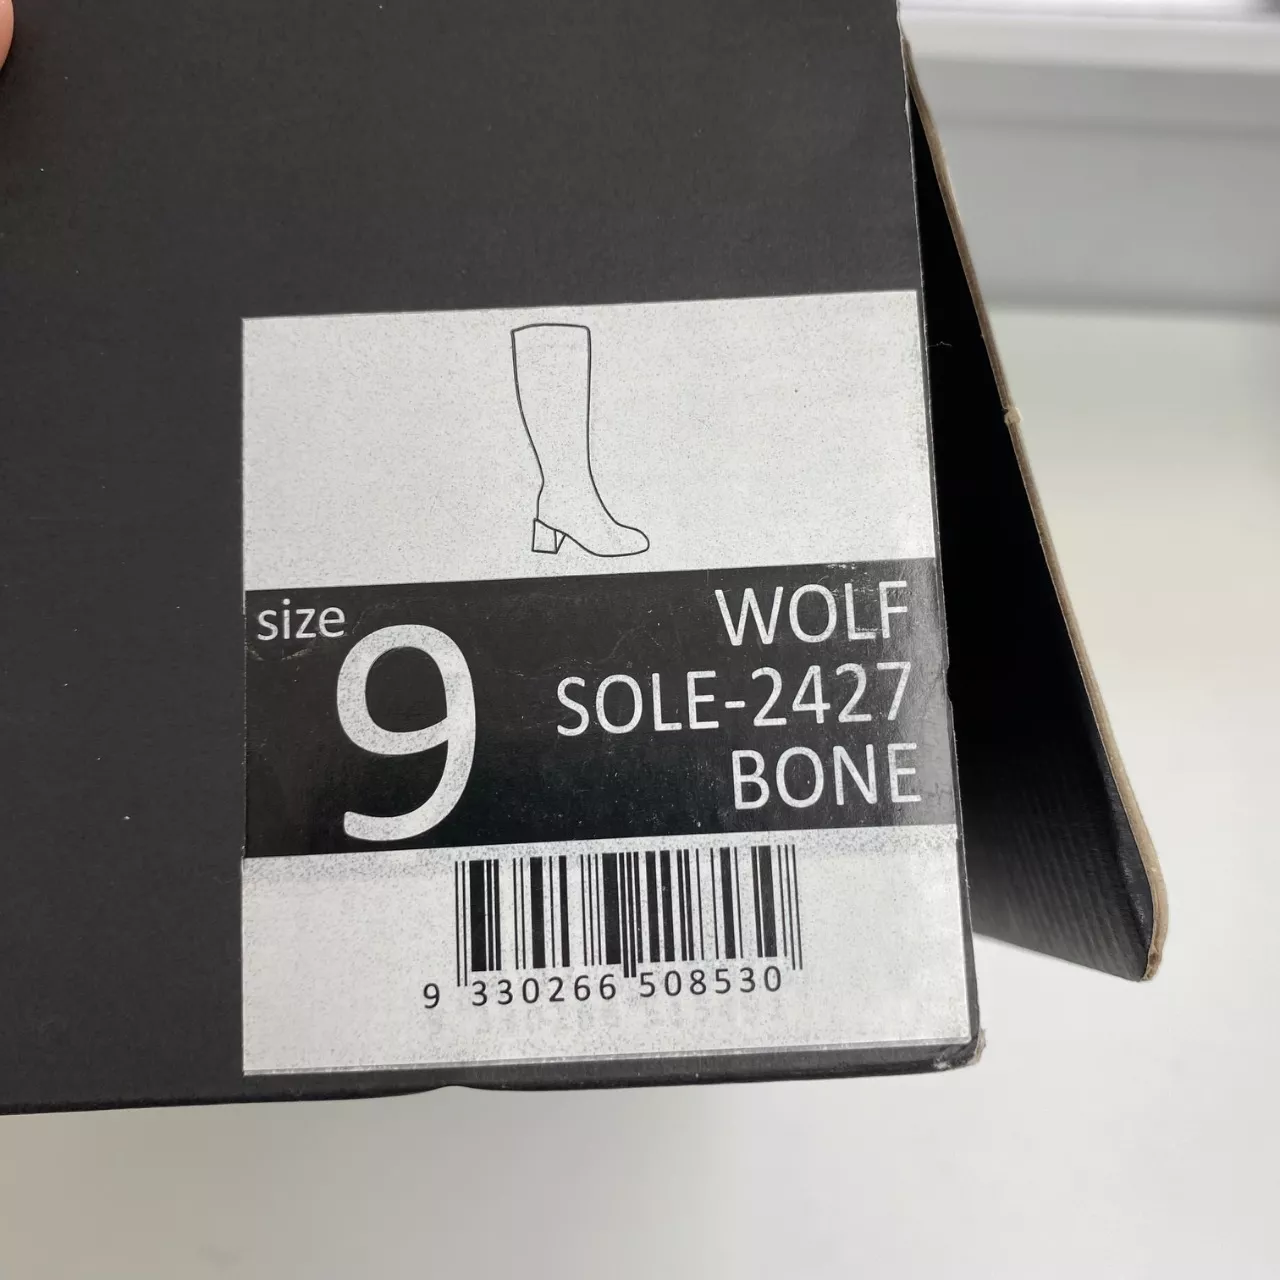 size
9
WOLF
SOLE-2427
BONE
9 330266 508530